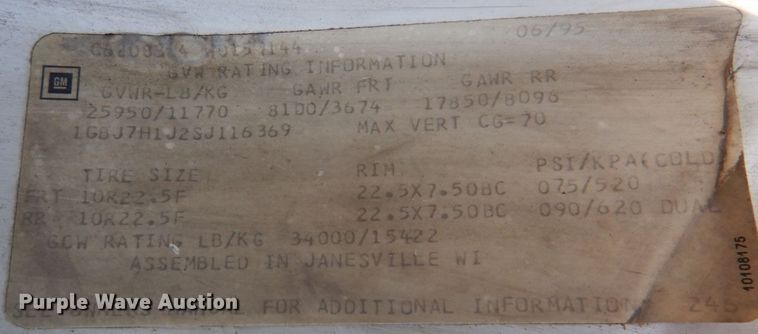 06/95
GM
GVW RATING INFORMATION
GVWR-LB/KG GAWR FRT GAWR RR
25950/11770 8100/3674 17850/8096
1GBJ7H1J2SJ116369 MAX VERT CG=70
TIRE SIZE RIM PSI/KPA(COLD)
FRT 10R22.5F 22.5X7.50BC 075/520
RR 10R22.5F 22.5X7.50BC 090/620 DUAL
GCW RATING LB/KG 34000/15422
ASSEMBLED IN JANESVILLE WI
FOR ADDITIONAL INFORMATION 246
10108175
Purple Wave Auction